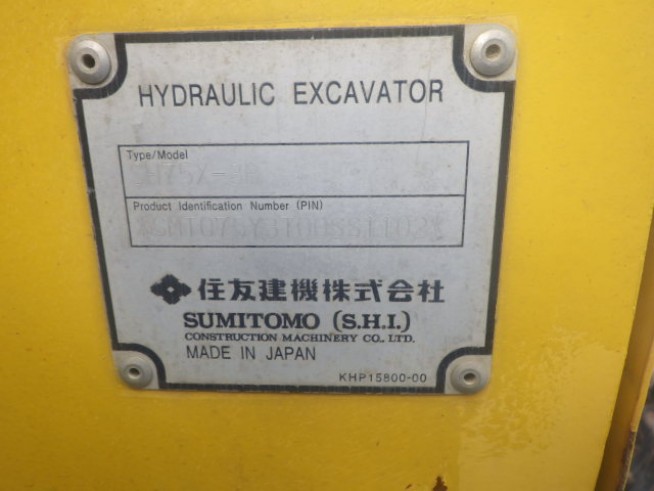 HYDRAULIC EXCAVATOR
Type/Model
Product Identification Number (PIN)
住友建機株式会社
SUMITOMO (S.H.I.)
CONSTRUCTION MACHINERY CO., LTD.
MADE IN JAPAN
KHP15800-00